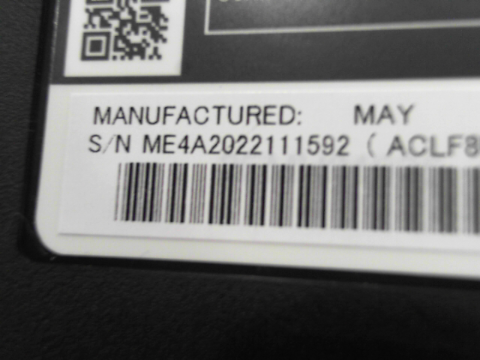 MANUFACTURED: MAY
S/N ME4A2022111592 ( ACLF8